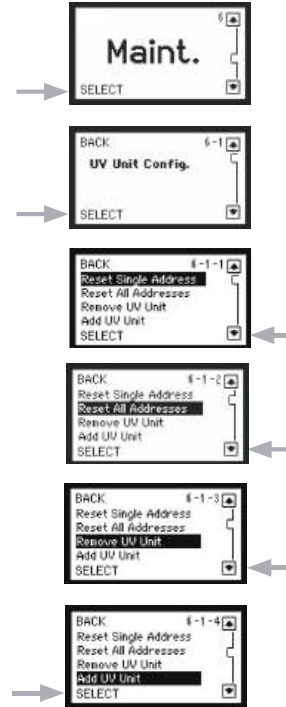 6
Maint.
SELECT
BACK 6-1
UV Unit Config.
SELECT
BACK 6-1-1
Reset Single Address
Reset All Addresses
Remove UV Unit
Add UV Unit
SELECT
BACK 6-1-2
Reset Single Address
Reset All Addresses
Remove UV Unit
Add UV Unit
SELECT
BACK 6-1-3
Reset Single Address
Reset All Addresses
Remove UV Unit
Add UV Unit
SELECT
BACK 6-1-4
Reset Single Address
Reset All Addresses
Remove UV Unit
Add UV Unit
SELECT